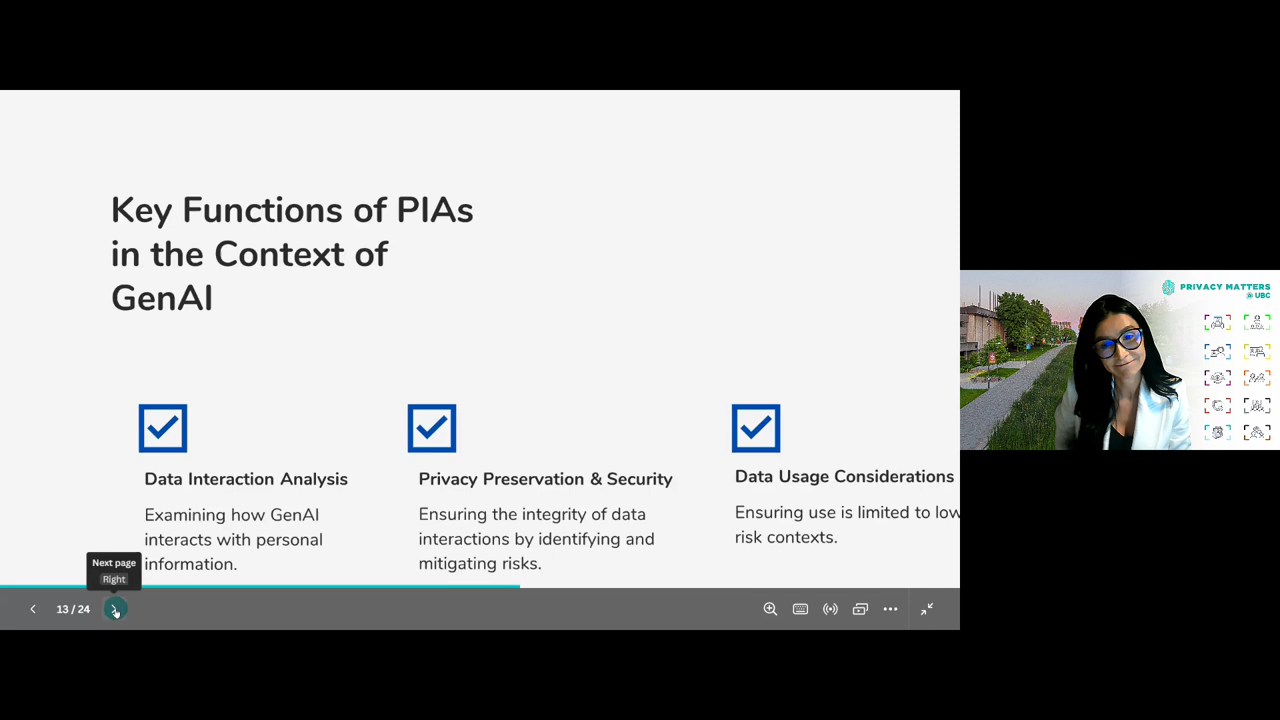 Key Functions of PIAs
in the Context of
GenAI
Data Interaction Analysis
Examining how GenAI
interacts with personal
information.
Privacy Preservation & Security
Ensuring the integrity of data
interactions by identifying and
mitigating risks.
Data Usage Considerations
Ensuring use is limited to low
risk contexts.
Next page
Right
13 / 24
PRIVACY MATTERS
@ UBC